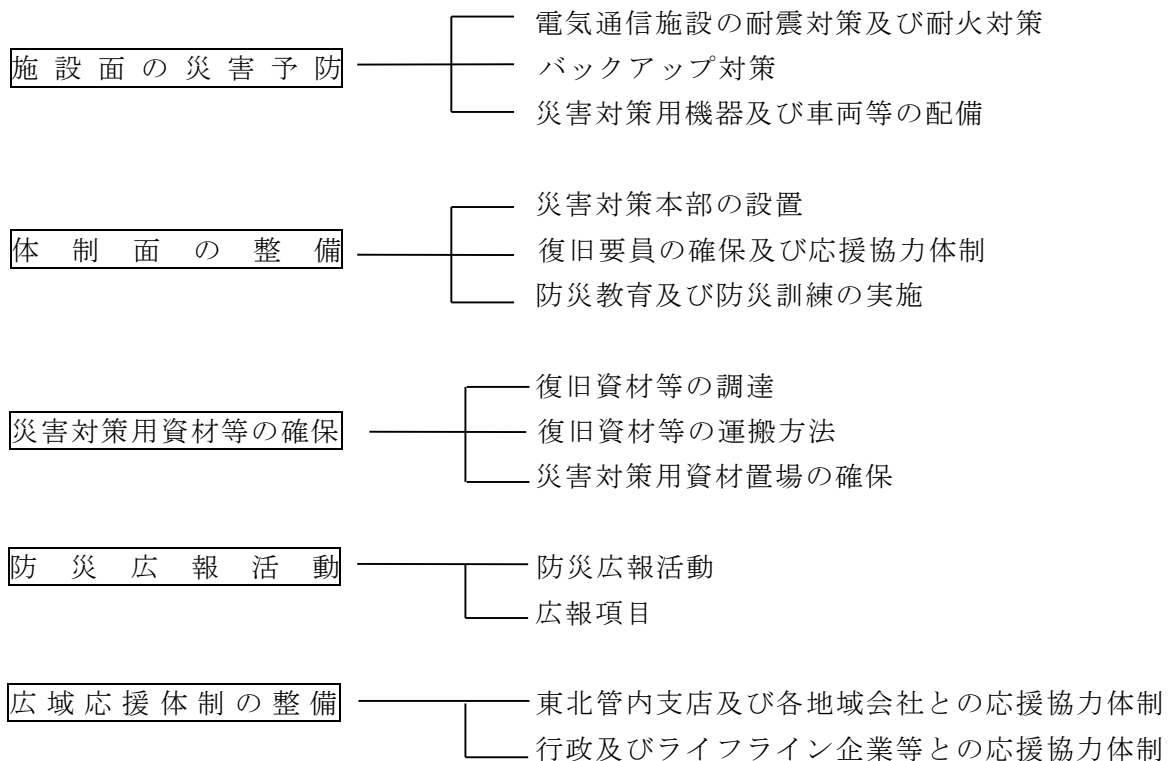 施設面の災害予防
電気通信施設の耐震対策及び耐火対策
バックアップ対策
災害対策用機器及び車両等の配備
体制面の整備
災害対策本部の設置
復旧要員の確保及び応援協力体制
防災教育及び防災訓練の実施
災害対策用資材等の確保
復旧資材等の調達
復旧資材等の運搬方法
災害対策用資材置場の確保
防災広報活動
防災広報活動
広報項目
広域応援体制の整備
東北管内支店及び各地域会社との応援協力体制
行政及びライフライン企業等との応援協力体制